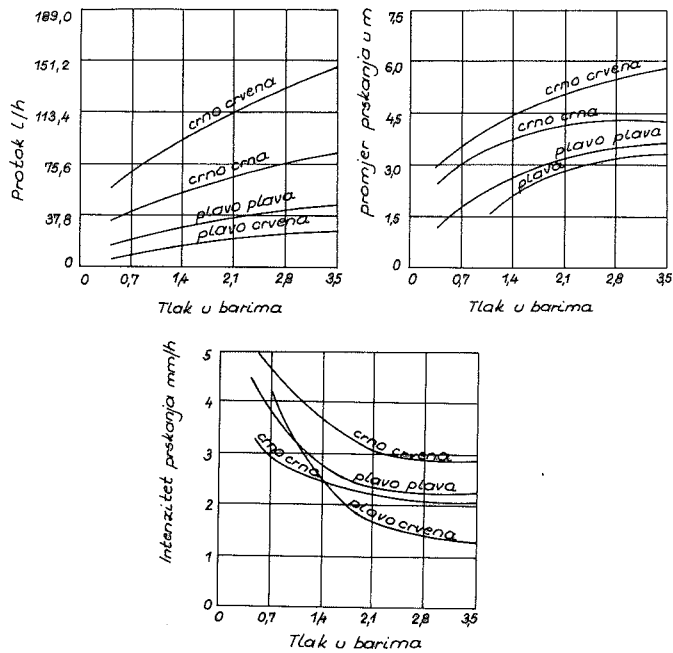 Protok l/h
189,0
151,2
113,4
75,6
37,8
0
crno crvena
crno crna
plavo plava
plavo crvena
0 0,7 1,4 2,1 2,8 3,5
Tlak u barima
promjer prskanja u m
7,5
6,0
4,5
3,0
1,5
0
crno crvena
crno crna
plavo plava
plava
0 0,7 1,4 2,1 2,8 3,5
Tlak u barima
Intenzitet prskanja mm/h
5
4
3
2
1
0
crno crvena
crno crna
plavo plava
plavo crvena
0 0,7 1,4 2,1 2,8 3,5
Tlak u barima